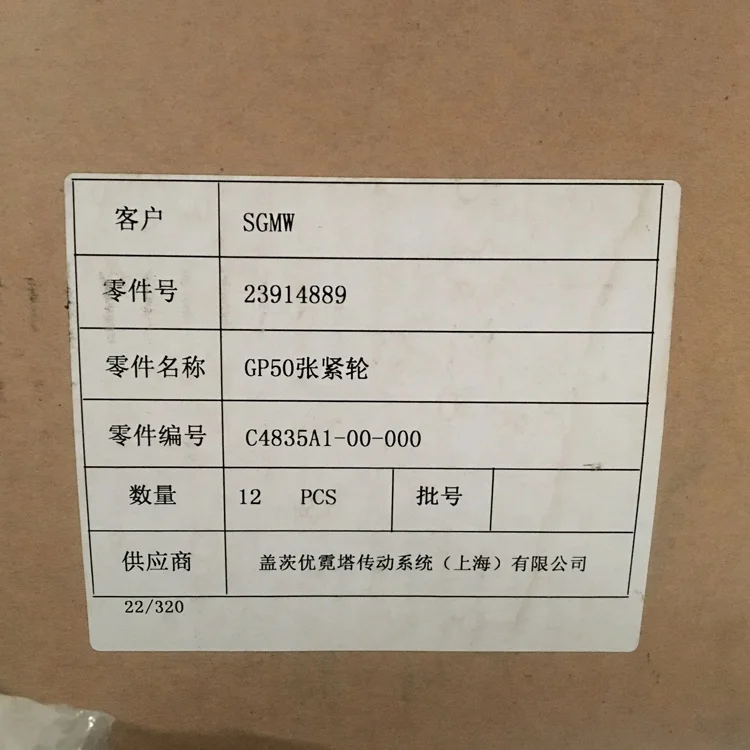 客户 SGMW
零件号 23914889
零件名称 GP50张紧轮
零件编号 C4835A1-00-000
数量 12 PCS 批号
供应商 盖茨优霓塔传动系统（上海）有限公司
22/320